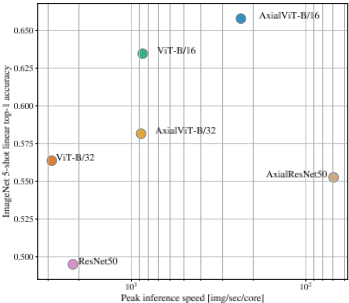 ImageNet 5-shot linear top-1 accuracy
0.650
0.625
0.600
0.575
0.550
0.525
0.500
AxialViT-B/16
ViT-B/16
AxialViT-B/32
ViT-B/32
AxialResNet50
ResNet50
10³
10²
Peak inference speed [img/sec/core]